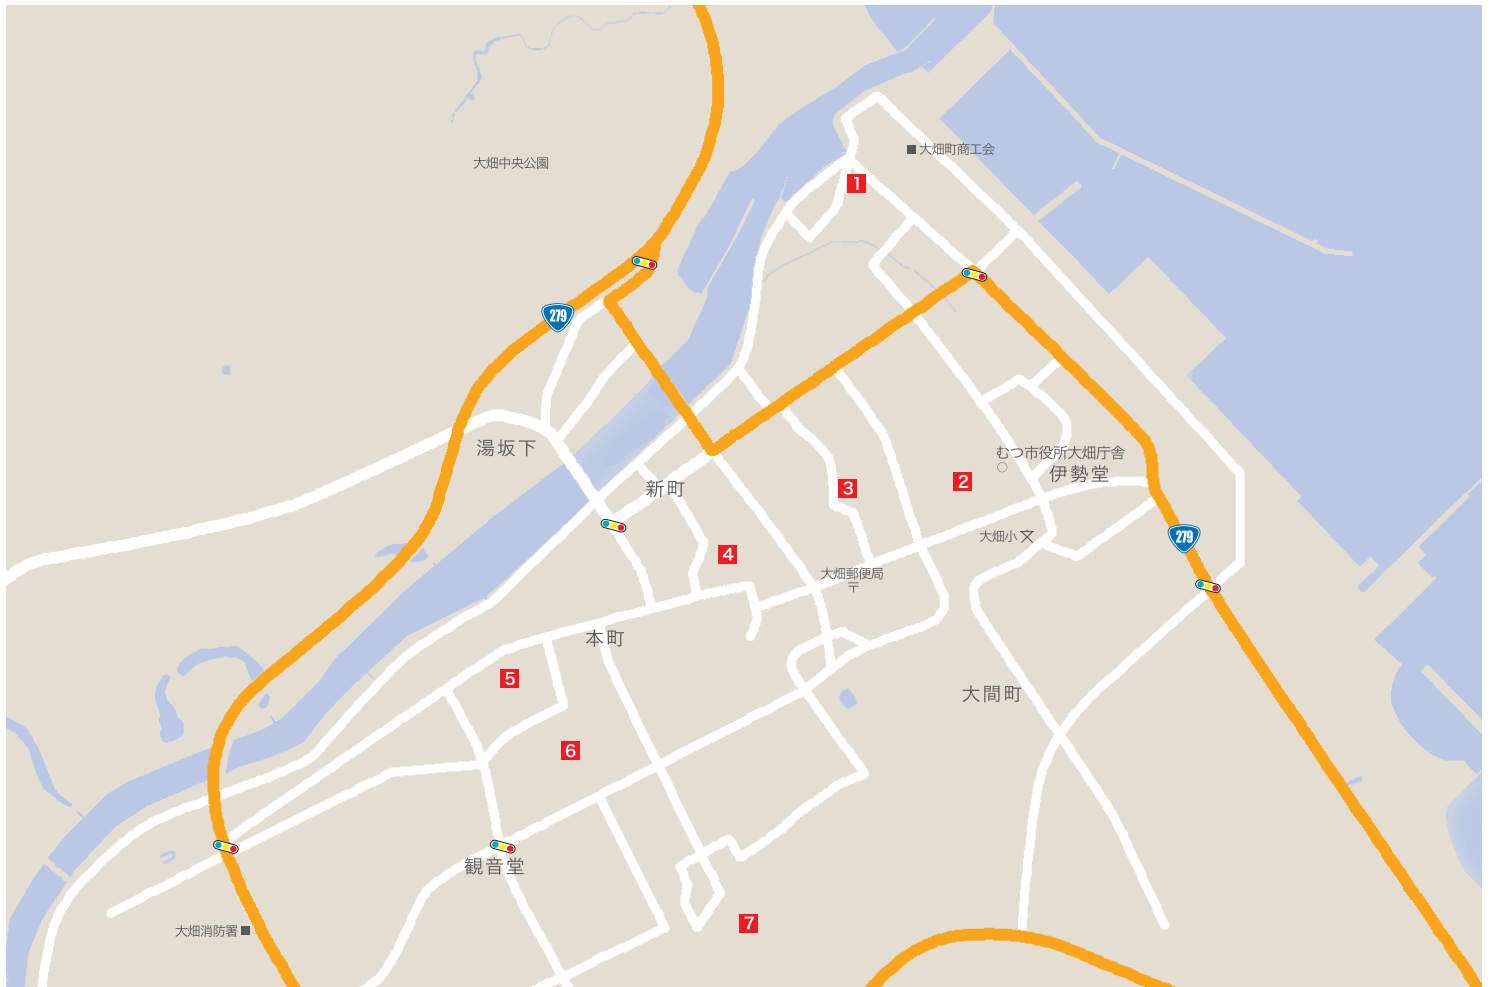 大畑町商工会
大畑中央公園
1
279
湯坂下
むつ市役所大畑庁舎
伊勢堂
2
3
新町
大畑小 文
279
4
大畑郵便局
〒
本町
5
大間町
6
観音堂
7
大畑消防署